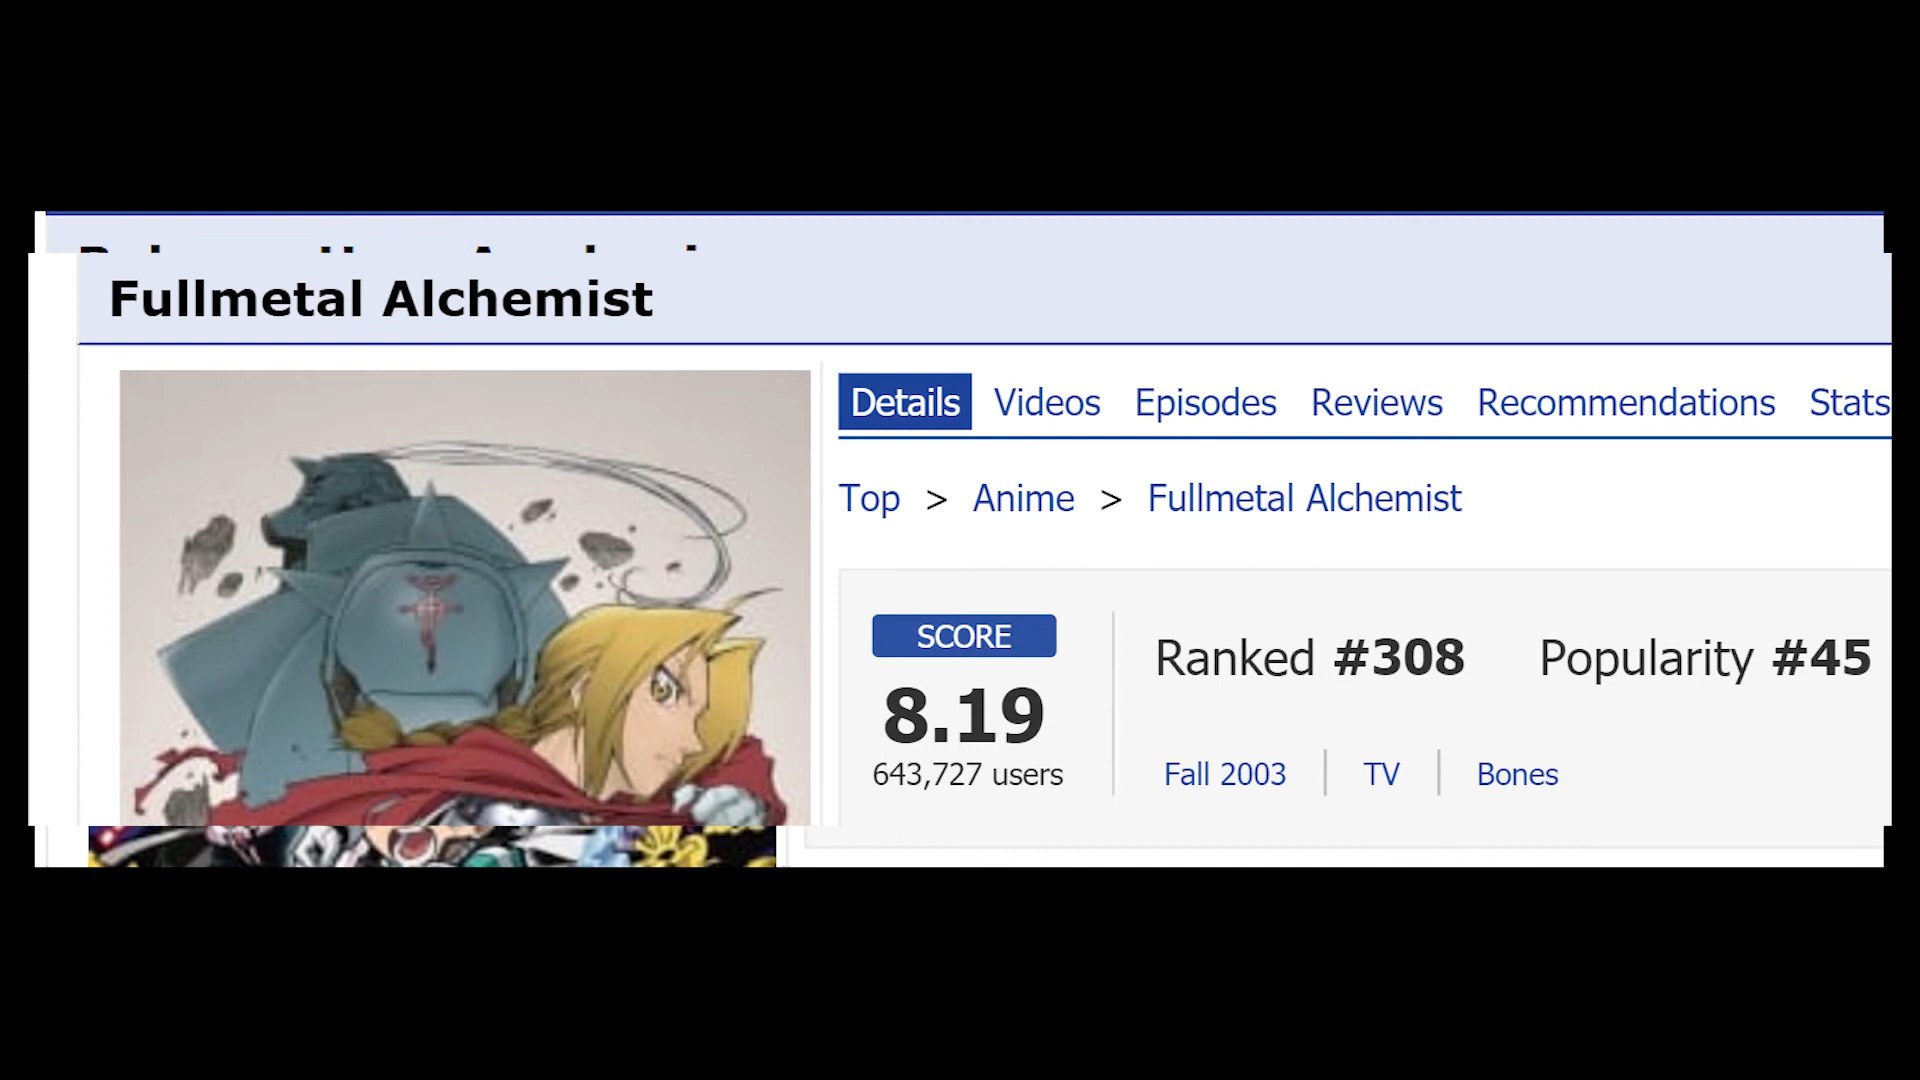 Fullmetal Alchemist
Details Videos Episodes Reviews Recommendations Stats
Top > Anime > Fullmetal Alchemist
SCORE
8.19
643,727 users
Ranked #308 Popularity #45
Fall 2003 TV Bones